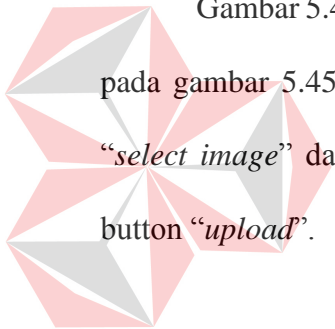 Gambar 5.4
pada gambar 5.45
“select image” da
button “upload”.